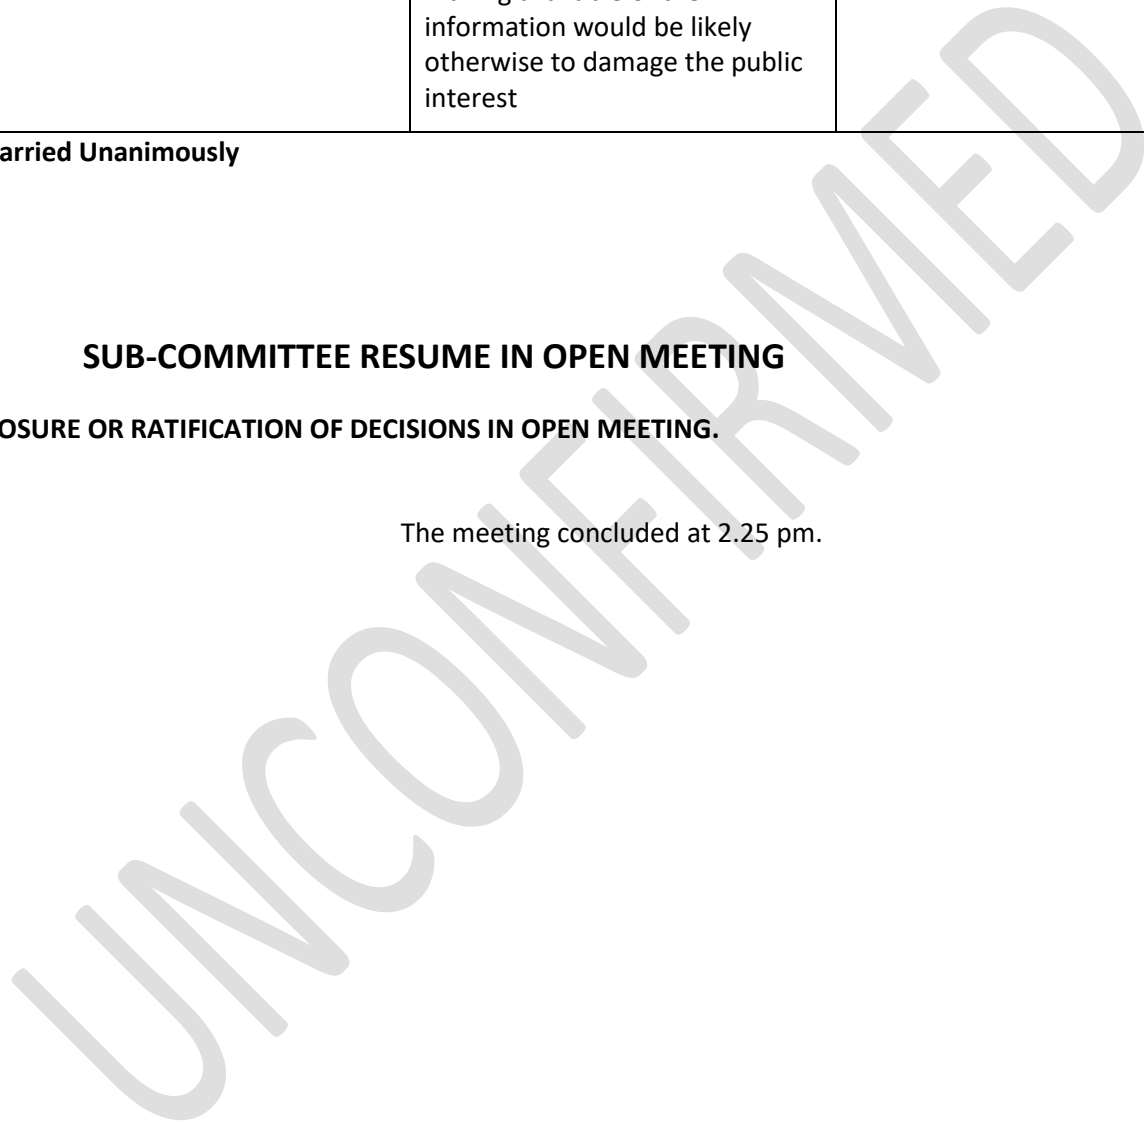 information would be likely
otherwise to damage the public
interest
arried Unanimously
SUB-COMMITTEE RESUME IN OPEN MEETING
OSURE OR RATIFICATION OF DECISIONS IN OPEN MEETING.
The meeting concluded at 2.25 pm.
UNCONFIRMED